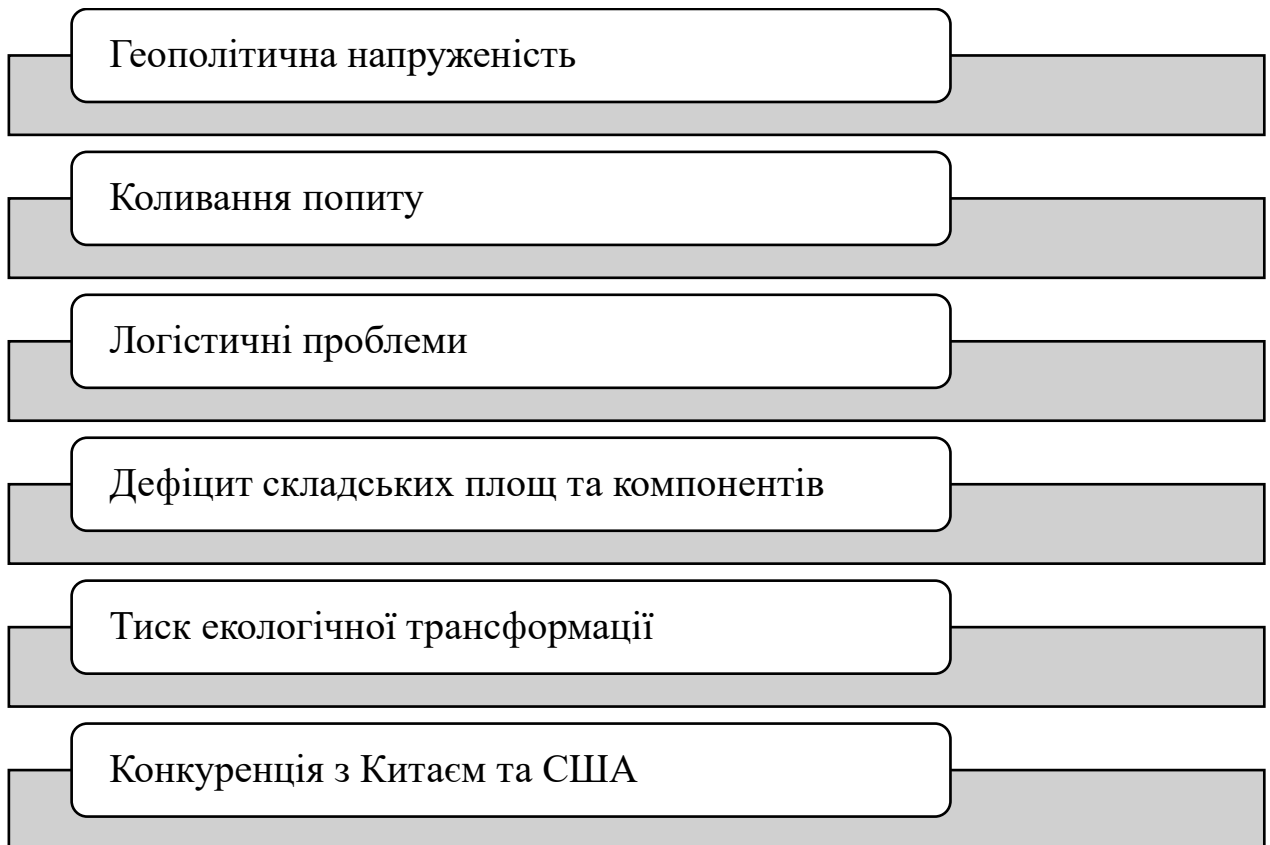 Геополітична напруженість
Коливання попиту
Логістичні проблеми
Дефіцит складських площ та компонентів
Тиск екологічної трансформації
Конкуренція з Китаєм та США